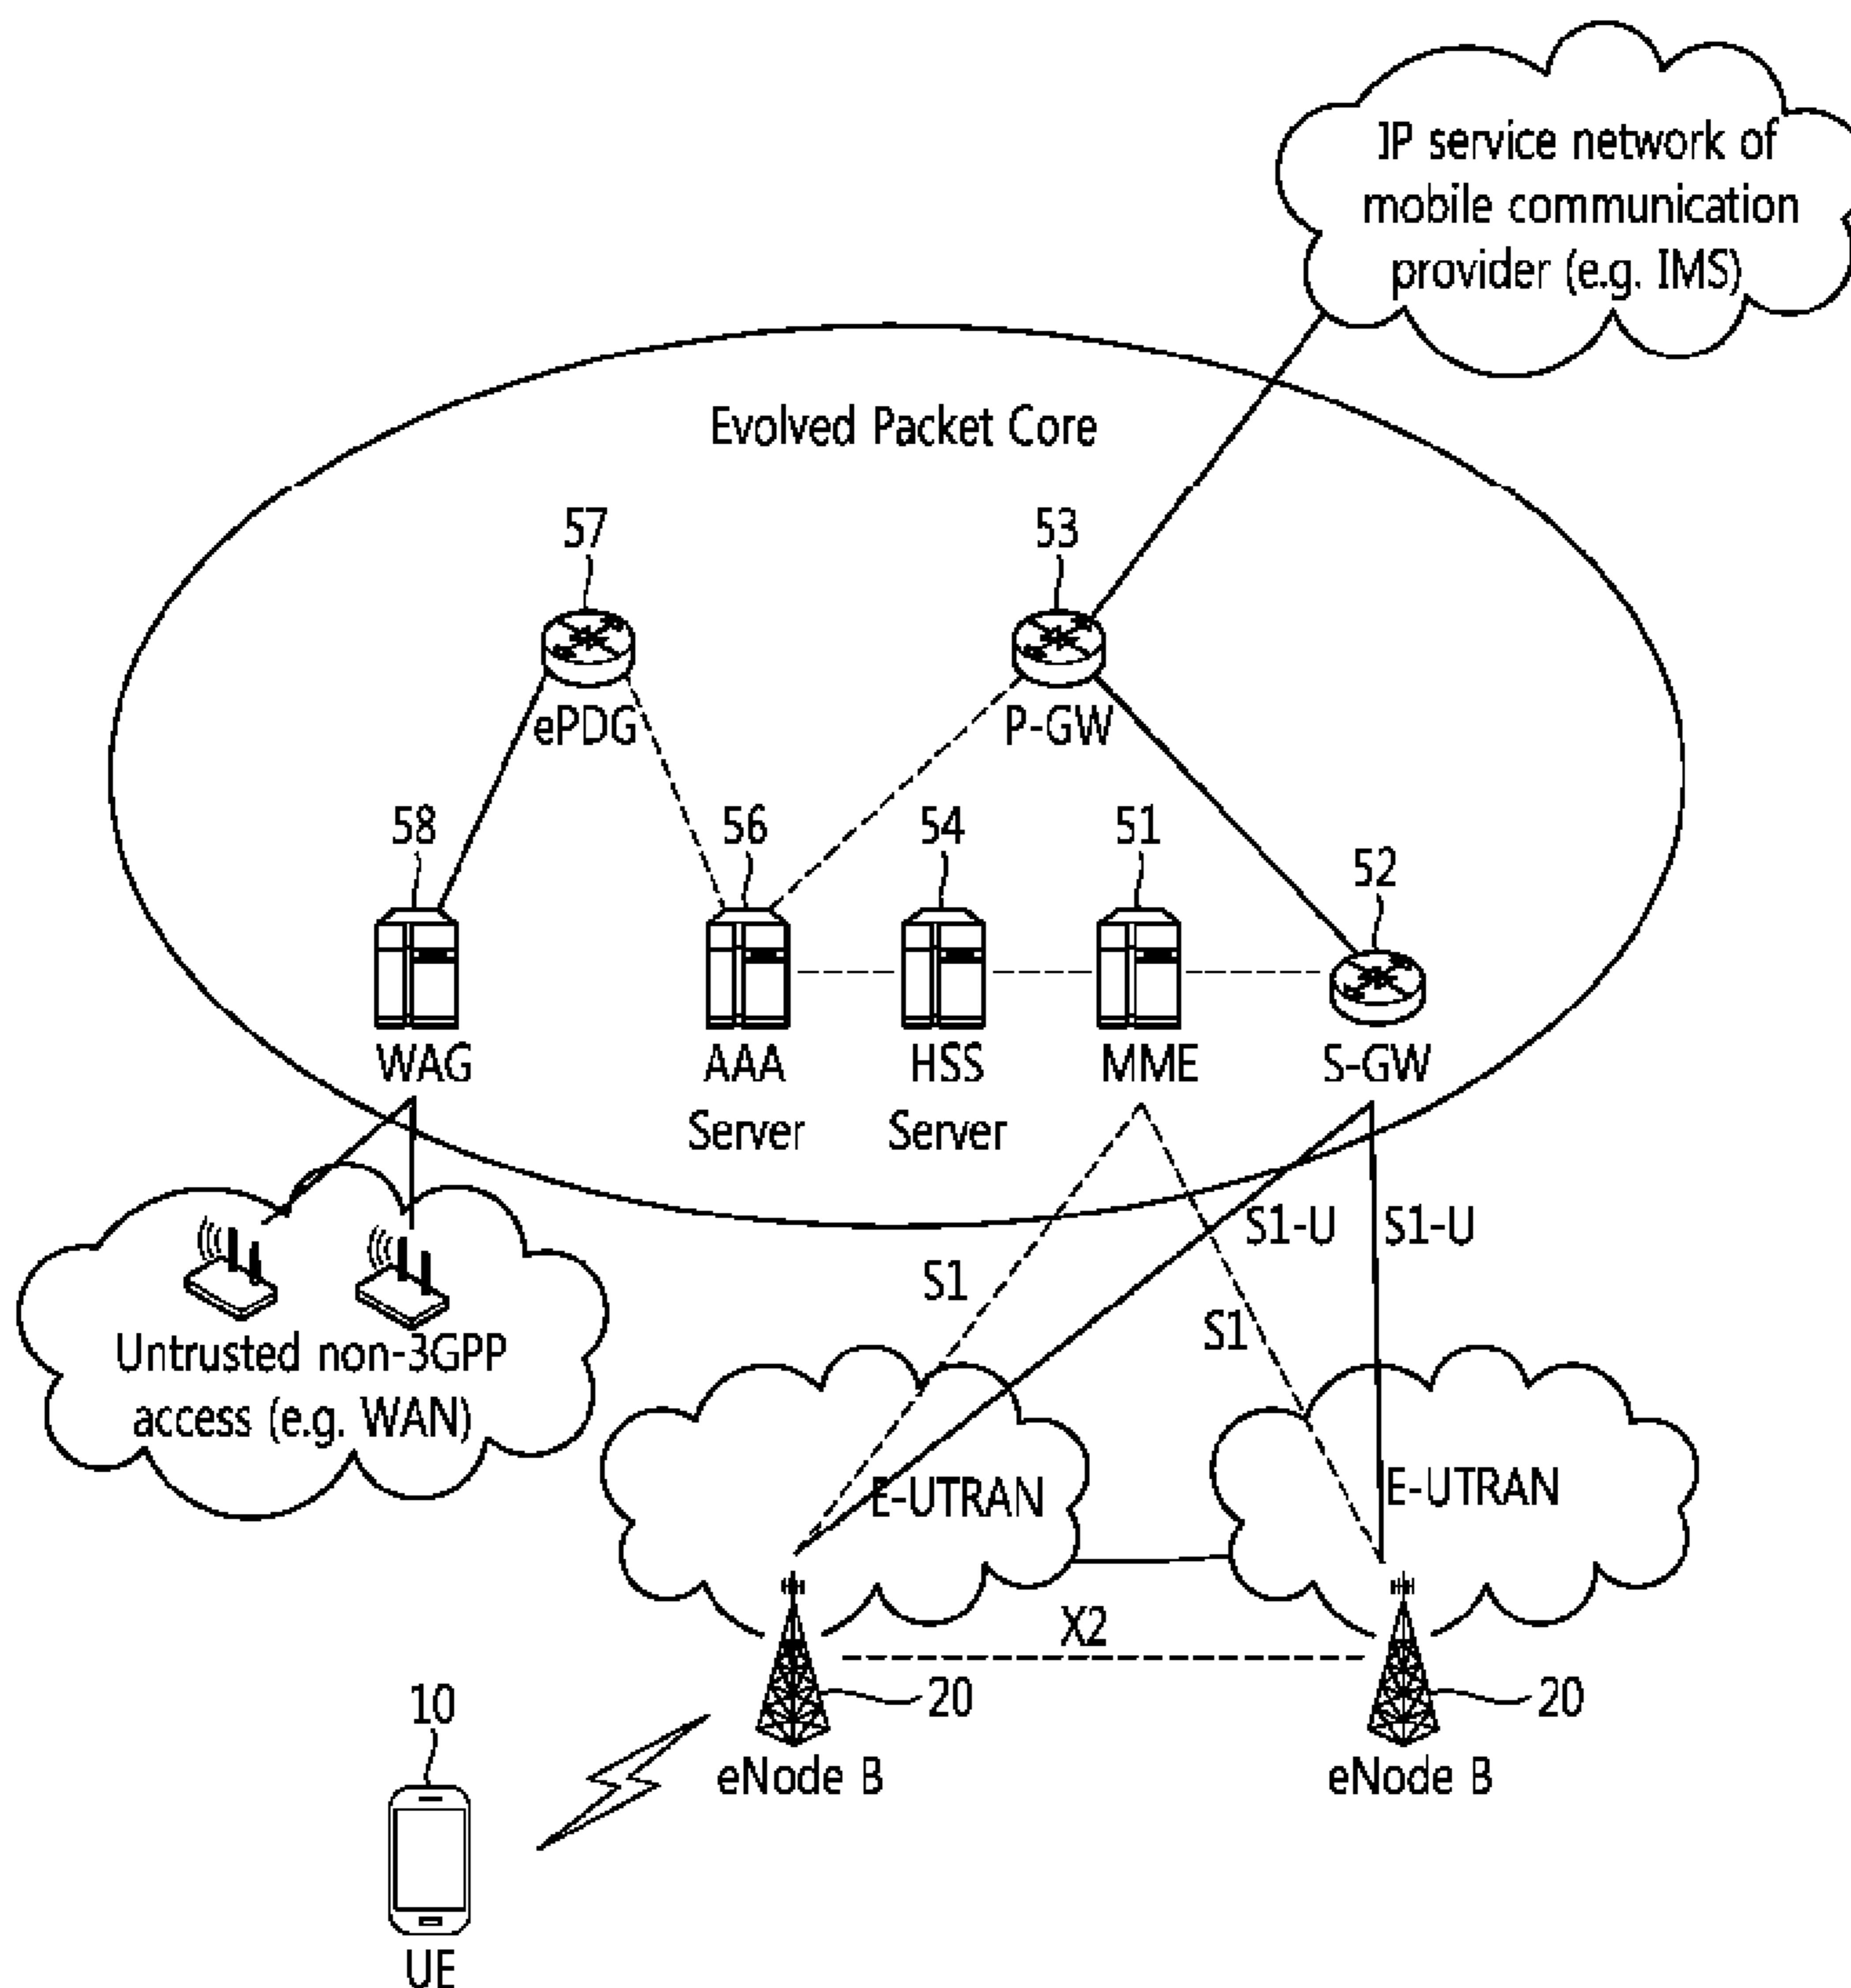 IP service network of
mobile communication
provider (e.g. IMS)
Evolved Packet Core
57
53
ePDG
P-GW
58
56
54
51
52
WAG
AAA
Server
HSS
Server
MME
S-GW
S1-U
S1-U
S1
S1
Untrusted non-3GPP
access (e.g. WAN)
E-UTRAN
E-UTRAN
X2
20
20
10
eNode B
eNode B
UE